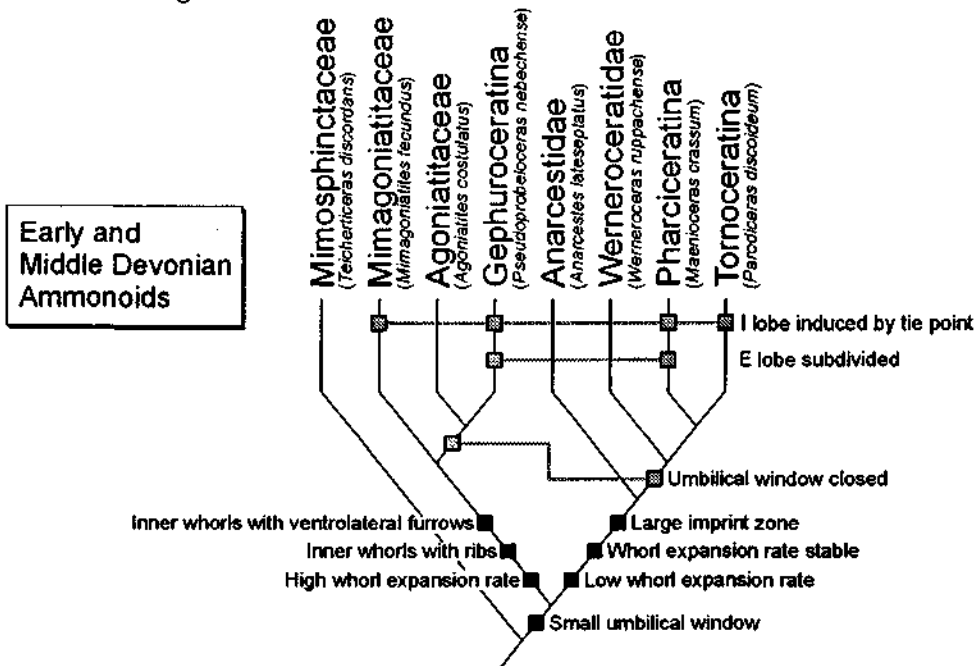 Mimosphinctaceae
(Teicherticeras discordans)
Mimagoniatitaceae
(Mimagoniatites fecundus)
Agoniatitaceae
(Agoniatites costulatus)
Gephuroceratina
(Pseudoprobeloceras nebechense)
Anarcestidae
(Anarcestes lateseptatus)
Werneroceratidae
(Werneroceras ruppachense)
Pharciceratina
(Maenioceras crassum)
Tornoceratina
(Parodiceras discoideum)
Early and
Middle Devonian
Ammonoids
I lobe induced by tie point
E lobe subdivided
Umbilical window closed
Inner whorls with ventrolateral furrows
Large imprint zone
Inner whorls with ribs
Whorl expansion rate stable
High whorl expansion rate
Low whorl expansion rate
Small umbilical window